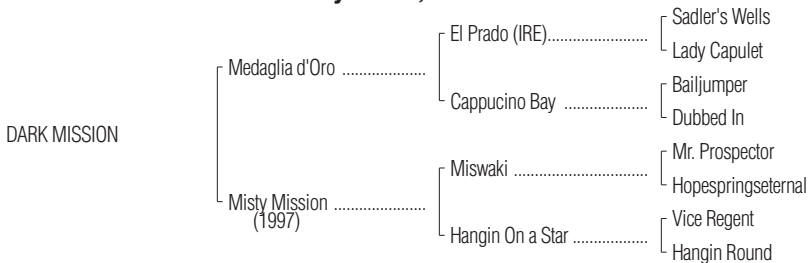 Sadler's Wells
El Prado (IRE)....................
Lady Capulet
Medaglia d'Oro ....................
Bailjumper
Cappucino Bay ....................
Dubbed In
DARK MISSION
Mr. Prospector
Miswaki ....................
Hopespringseternal
Misty Mission ....................
(1997)
Vice Regent
Hangin On a Star ....................
Hangin Round